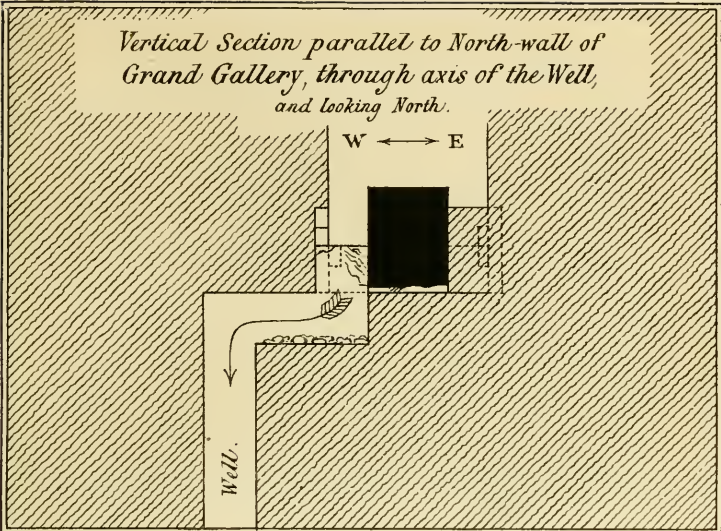 Vertical Section parallel to North-wall of
Grand Gallery, through axis of the Well,
and looking North.
W E
Well.